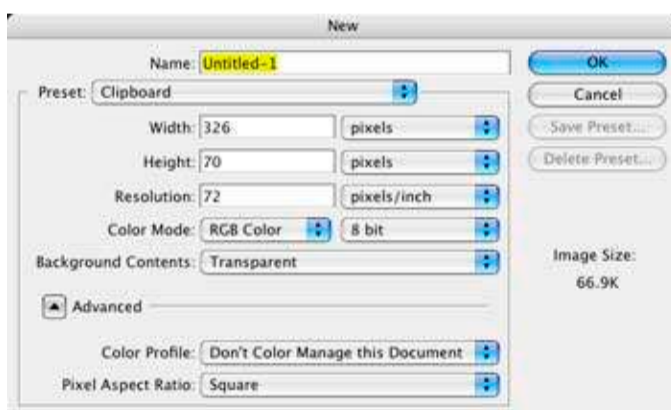 New
Name: Untitled-1
OK
Preset: Clipboard
Cancel
Width: 326 pixels
Save Preset...
Height: 70 pixels
Delete Preset...
Resolution: 72 pixels/inch
Color Mode: RGB Color 8 bit
Background Contents: Transparent
Image Size:
66.9K
Advanced
Color Profile: Don't Color Manage this Document
Pixel Aspect Ratio: Square